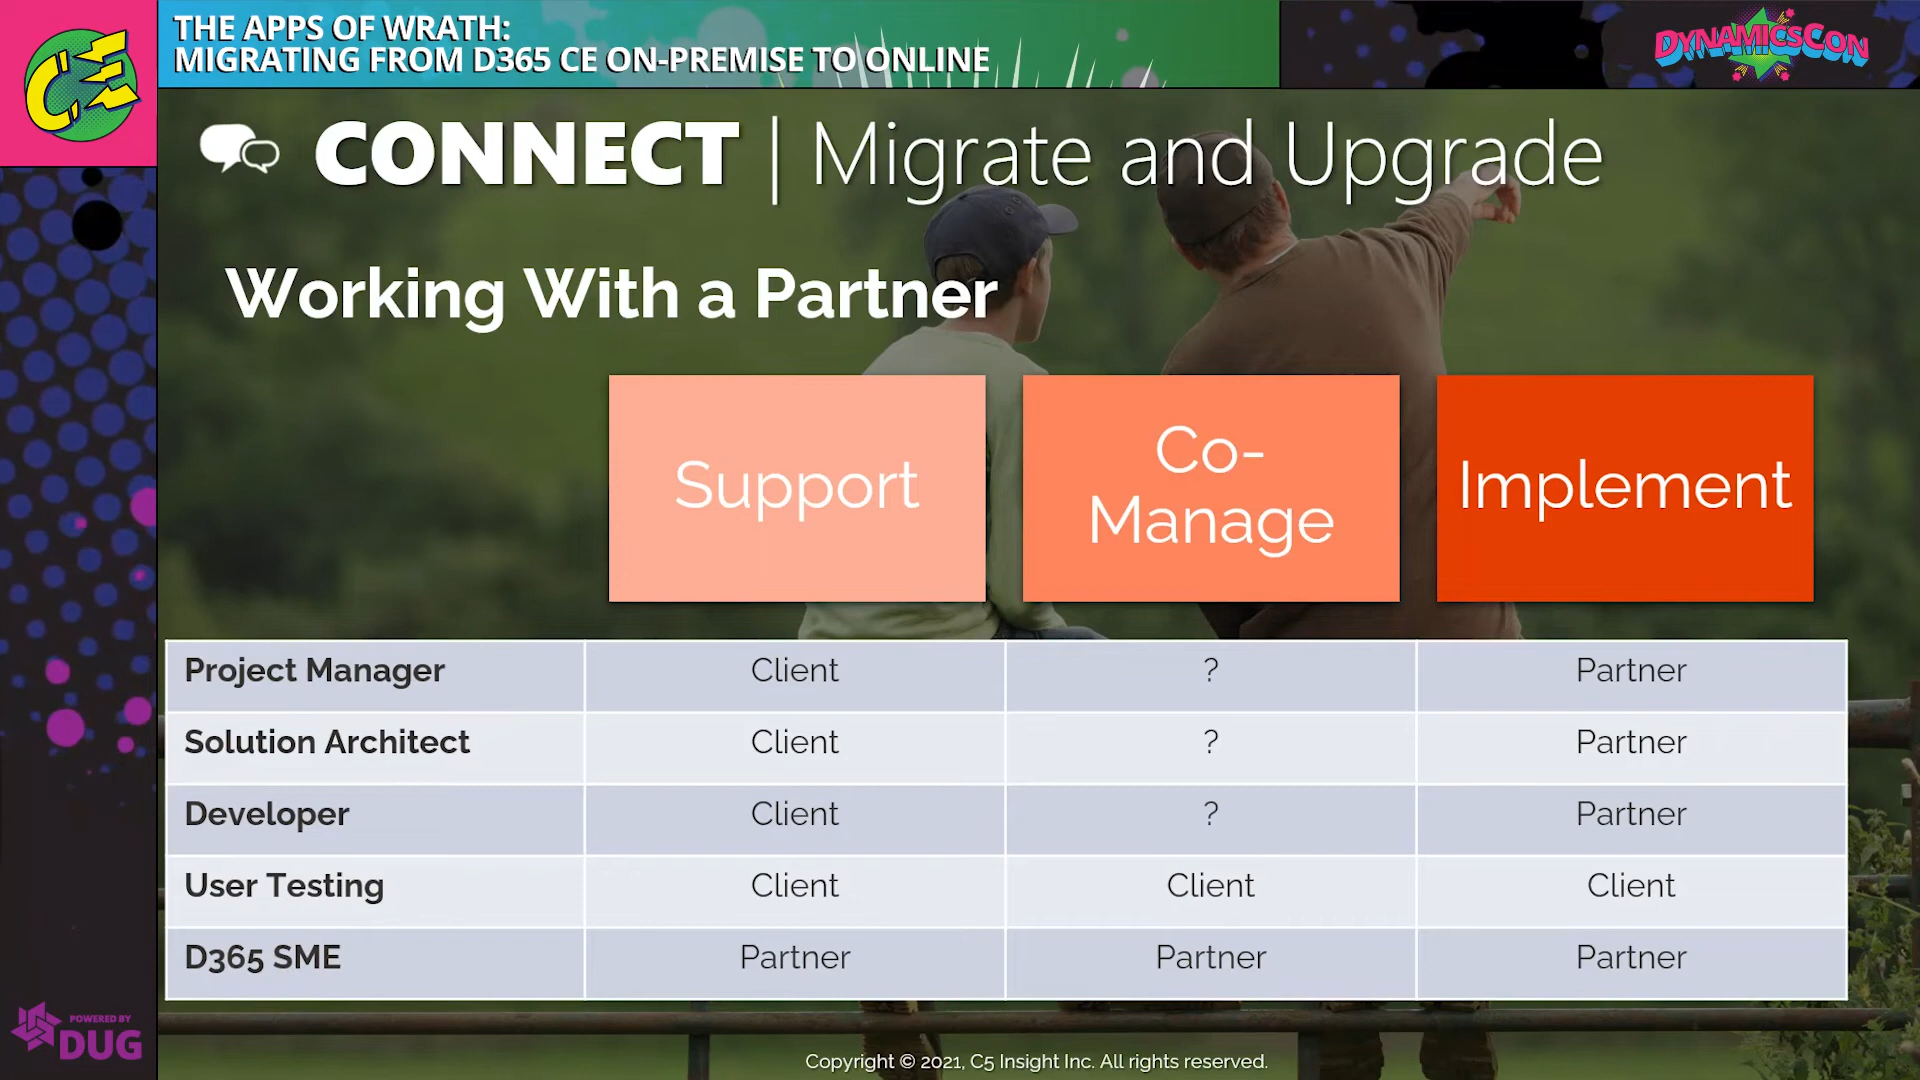 CE
THE APPS OF WRATH:
MIGRATING FROM D365 CE ON-PREMISE TO ONLINE
DYNAMICSCON
CONNECT | Migrate and Upgrade
Working With a Partner
Support
Co-
Manage
Implement
Project Manager Client ? Partner
Solution Architect Client ? Partner
Developer Client ? Partner
User Testing Client Client Client
D365 SME Partner Partner Partner
POWERED BY
DUG
Copyright © 2021, C5 Insight Inc. All rights reserved.